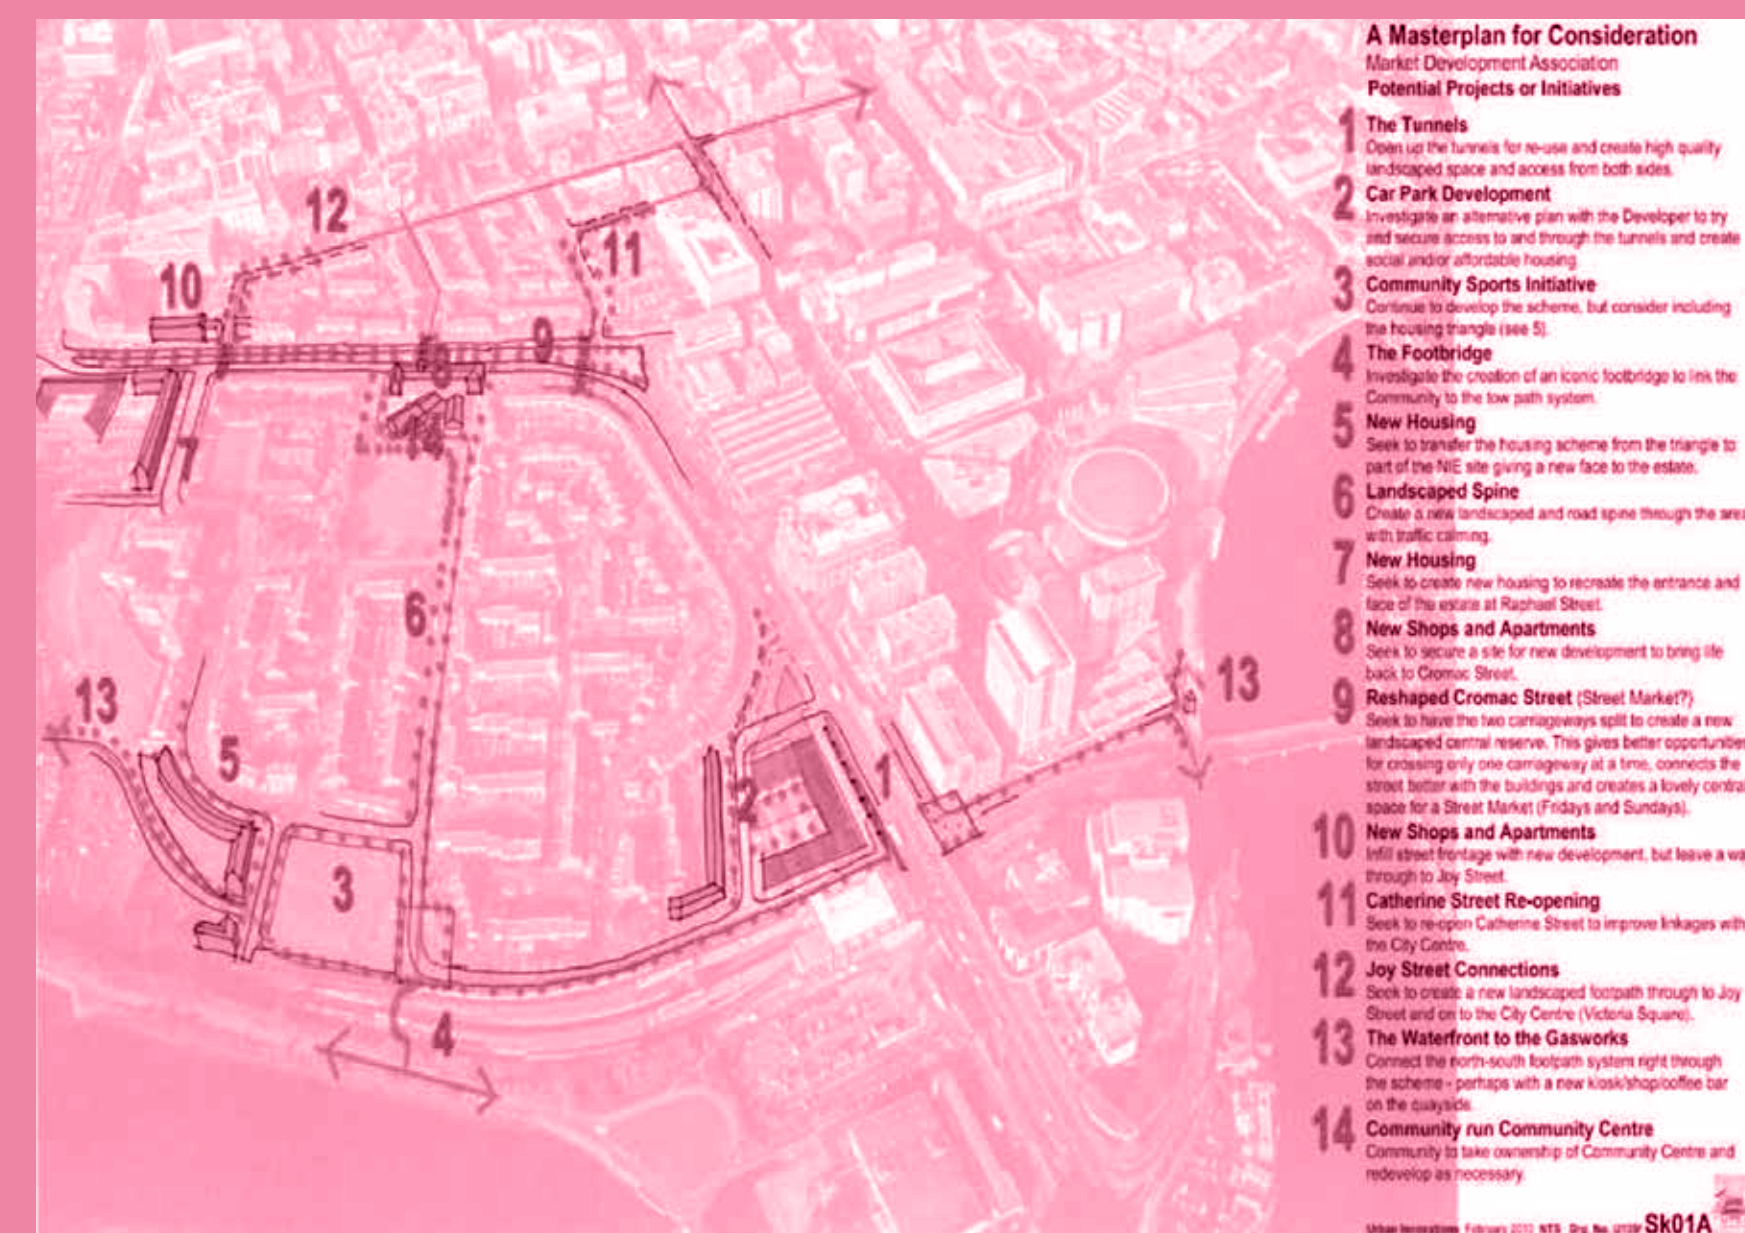 A Masterplan for Consideration
Market Development Association
Potential Projects or Initiatives
1 The Tunnels
Open up the tunnels for re-use and create high quality
landscaped space and access from both sides.
2 Car Park Development
Investigate an alternative plan with the Developer to try
and secure access to and through the tunnels and create
social and/or affordable housing.
3 Community Sports Initiative
Continue to develop the scheme, but consider including
the housing triangle (see 5).
4 The Footbridge
Investigate the creation of an iconic footbridge to link the
Community to the tow path system.
5 New Housing
Seek to transfer the housing scheme from the triangle to
part of the NIE site giving a new face to the estate.
6 Landscaped Spine
Create a new landscaped and road spine through the area
with traffic calming.
7 New Housing
Seek to create new housing to recreate the entrance and
face of the estate at Raphael Street.
8 New Shops and Apartments
Seek to secure a site for new development to bring life
back to Cromac Street.
9 Reshaped Cromac Street (Street Market?)
Seek to have the two carriageways split to create a new
landscaped central reserve. This gives better opportunities
for crossing only one carriageway at a time, connects the
street better with the buildings and creates a lovely central
space for a Street Market (Fridays and Sundays).
10 New Shops and Apartments
Infill street frontage with new development, but leave a wa
through to Joy Street.
11 Catherine Street Re-opening
Seek to re-open Catherine Street to improve linkages with
the City Centre.
12 Joy Street Connections
Seek to create a new landscaped footpath through to Joy
Street and on to the City Centre (Victoria Square).
13 The Waterfront to the Gasworks
Connect the north-south footpath system right through
the scheme - perhaps with a new kiosk/shop/coffee bar
on the quayside.
14 Community run Community Centre
Community to take ownership of Community Centre and
redevelop as necessary.
February NTS Drg. No. Sk01A
12
11
10
9
8
7
14
6
13
5
13
1
2
3
4